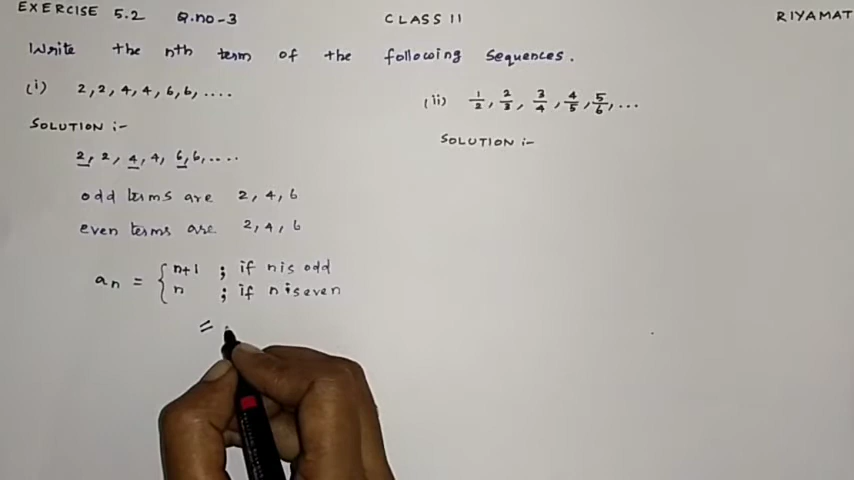 EXERCISE 5.2 Q.no-3 CLASS 11 RIYAMAT
Write the nth term of the following sequences.
(i) 2, 2, 4, 4, 6, 6, ....
SOLUTION :-
2, 2, 4, 4, 6, 6, ....
odd terms are 2, 4, 6
even terms are 2, 4, 6
an = { n+1 ; if n is odd
n ; if n is even
=
(ii) 1/2, 2/3, 3/4, 4/5, 5/6, ...
SOLUTION :-